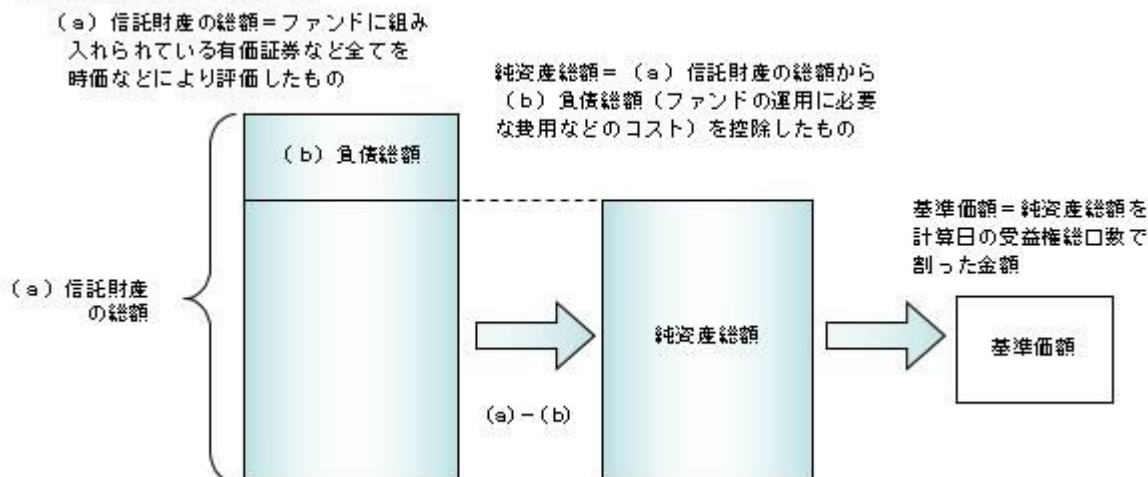 (a)信託財産の総額=ファンドに組み
入れられている有価証券など全てを
時価などにより評価したもの
純資産総額=(a)信託財産の総額から
(b)負債総額(ファンドの運用に必要
な費用などのコスト)を控除したもの
(b)負債総額
基準価額=純資産総額を
計算日の受益権総口数で
割った金額
(a)信託財産
の総額
純資産総額
基準価額
(a)-(b)